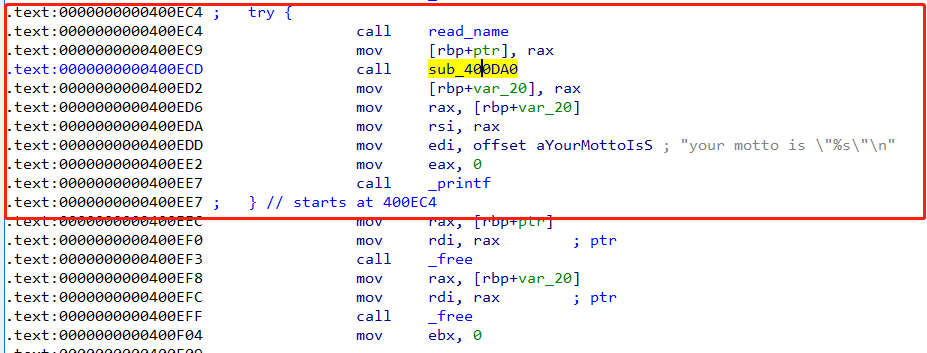 .text:0000000000400EC4 ;   try {
.text:0000000000400EC4                 call    read_name
.text:0000000000400EC9                 mov     [rbp+ptr], rax
.text:0000000000400ECD                 call    sub_400DA0
.text:0000000000400ED2                 mov     [rbp+var_20], rax
.text:0000000000400ED6                 mov     rax, [rbp+var_20]
.text:0000000000400EDA                 mov     rsi, rax
.text:0000000000400EDD                 mov     edi, offset aYourMottoIsS ; "your motto is \"%s\"\n"
.text:0000000000400EE2                 mov     eax, 0
.text:0000000000400EE7                 call    _printf
.text:0000000000400EE7 ;   } // starts at 400EC4
.text:0000000000400EEC                 mov     rax, [rbp+ptr]
.text:0000000000400EF0                 mov     rdi, rax        ; ptr
.text:0000000000400EF3                 call    _free
.text:0000000000400EF8                 mov     rax, [rbp+var_20]
.text:0000000000400EFC                 mov     rdi, rax        ; ptr
.text:0000000000400EFF                 call    _free
.text:0000000000400F04                 mov     ebx, 0